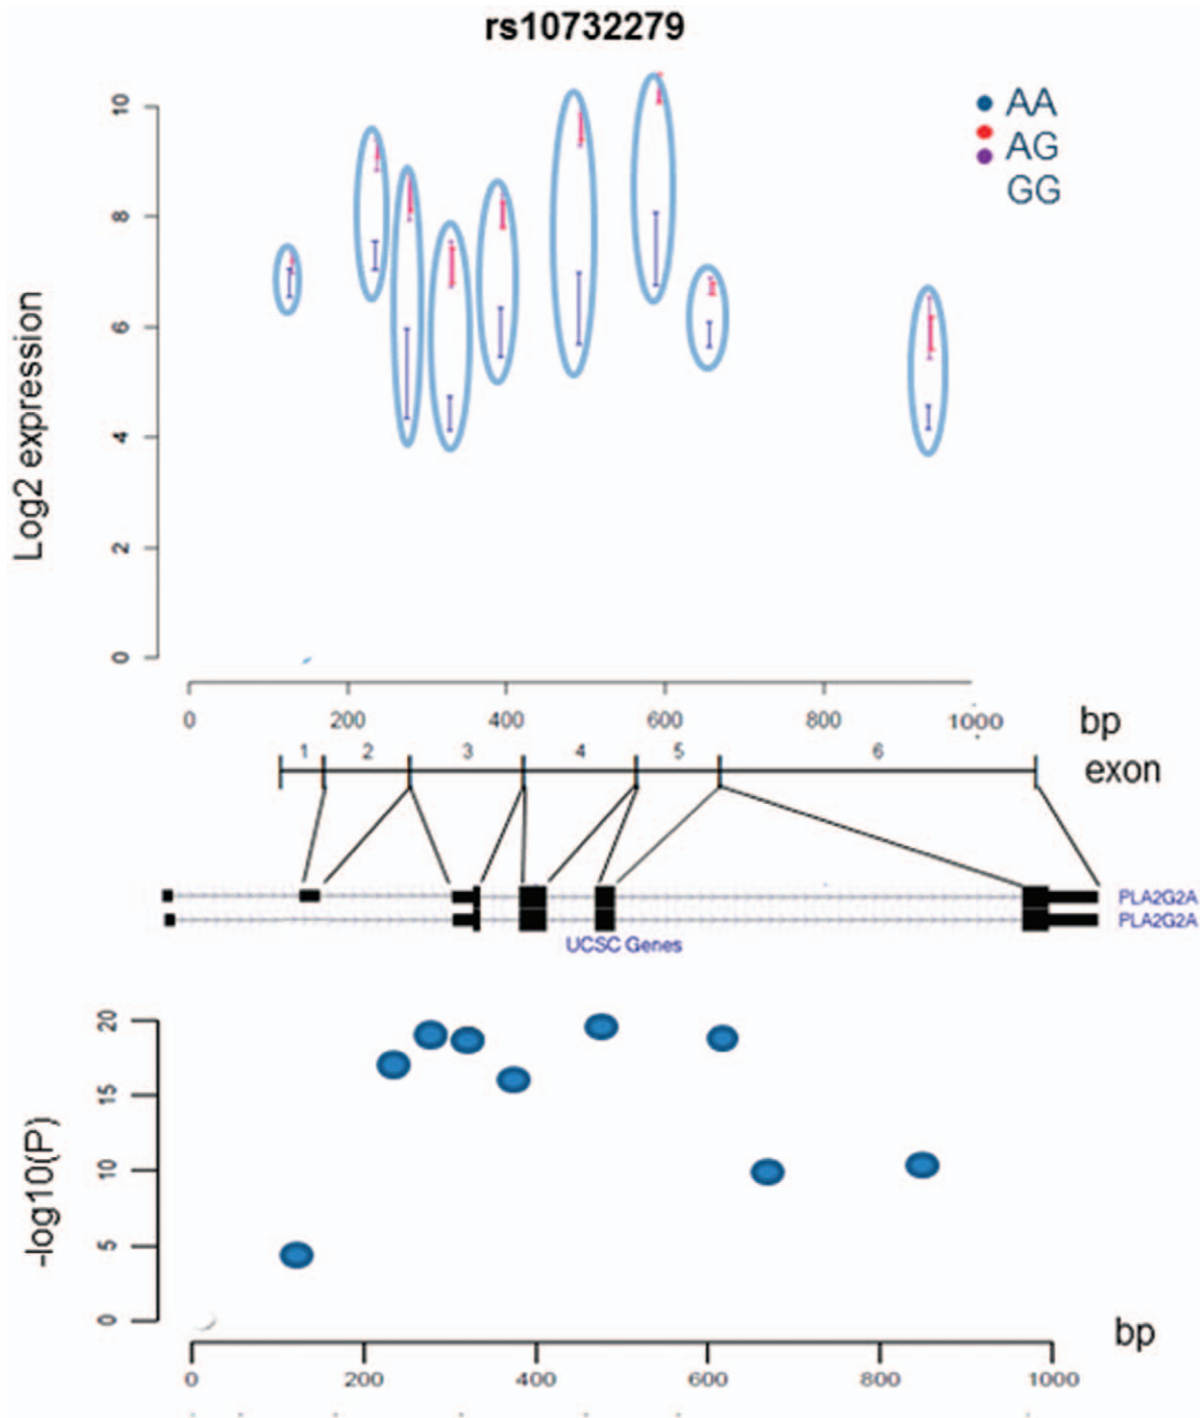 rs10732279
AA
AG
GG
Log2 expression
10
8
6
4
2
0
0 200 400 600 800 1000 bp
1 2 3 4 5 6
exon
PLA2G2A
PLA2G2A
UCSC Genes
-log10(P)
20
15
10
5
0
bp
0 200 400 600 800 1000